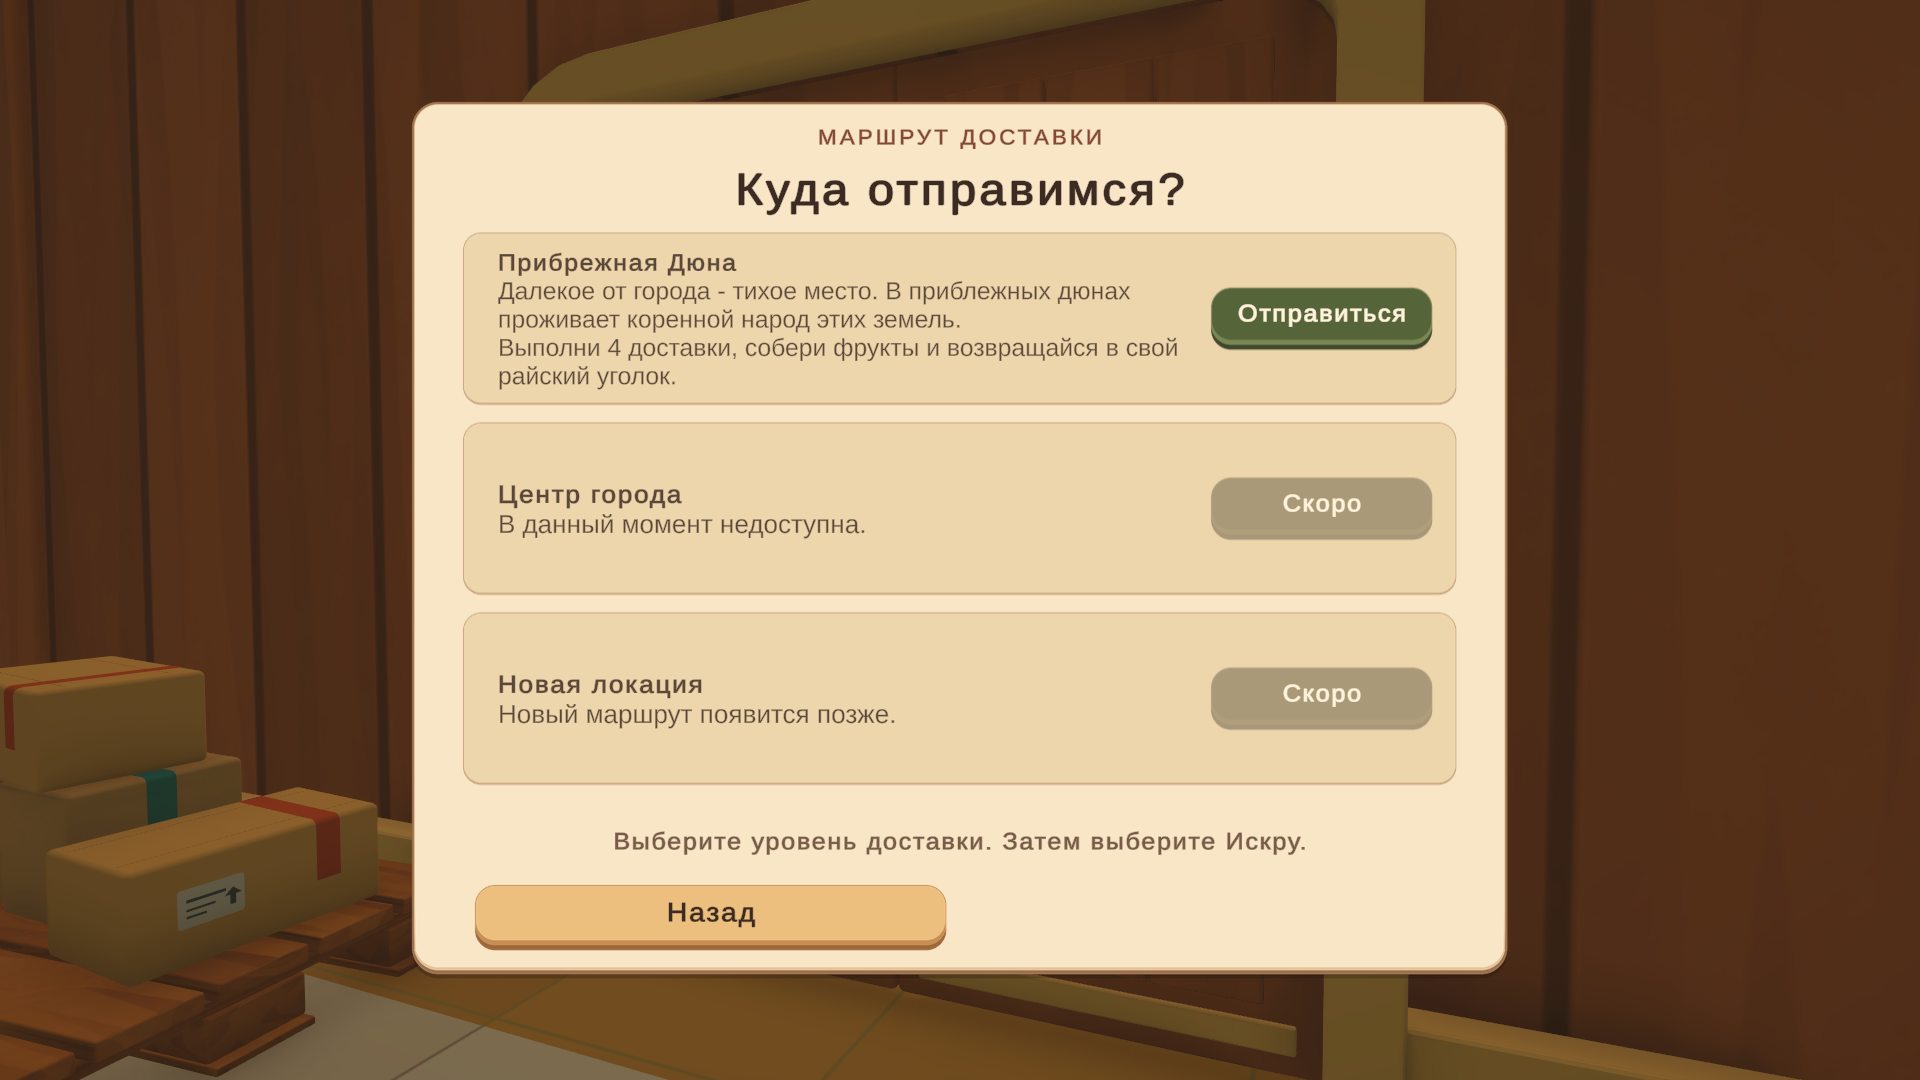 МАРШРУТ ДОСТАВКИ
Куда отправимся?
Прибрежная Дюна
Далекое от города - тихое место. В приблежных дюнах
проживает коренной народ этих земель.
Выполни 4 доставки, собери фрукты и возвращайся в свой
райский уголок.
Отправиться
Центр города
В данный момент недоступна.
Скоро
Новая локация
Новый маршрут появится позже.
Скоро
Выберите уровень доставки. Затем выберите Искру.
Назад